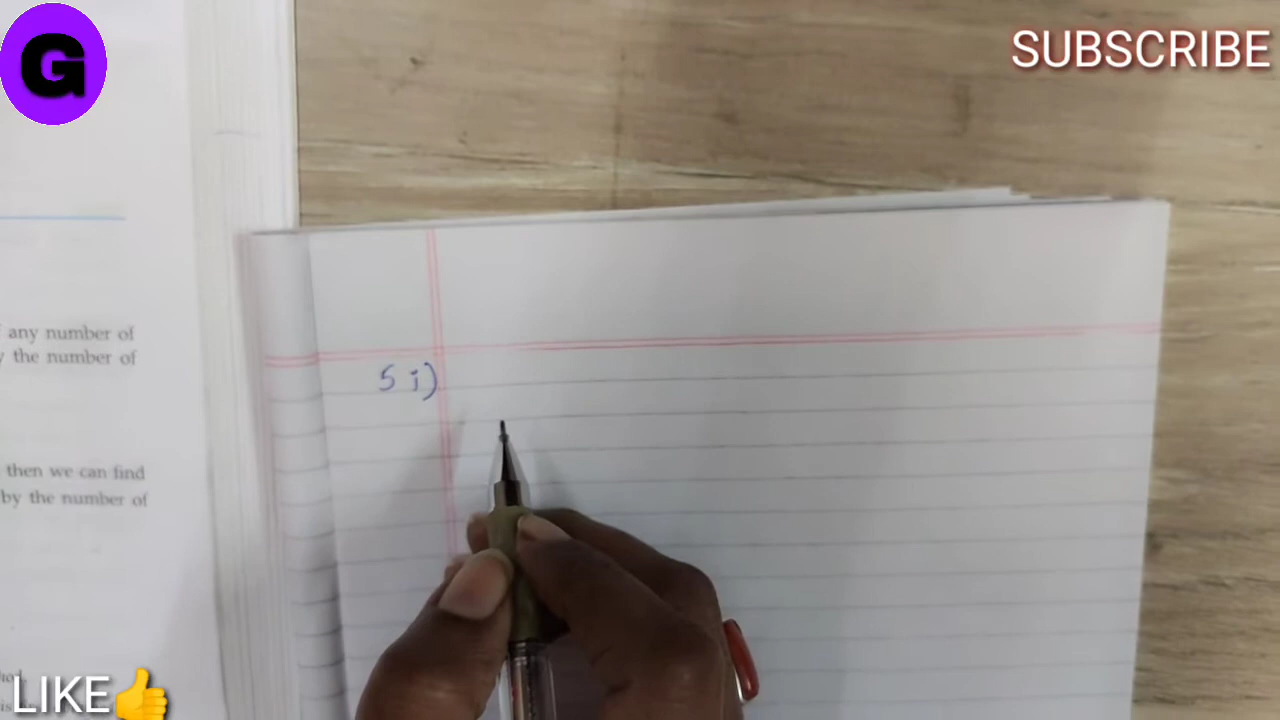 G
SUBSCRIBE
any number of
the number of
5 i)
then we can find
by the number of
LIKE👍